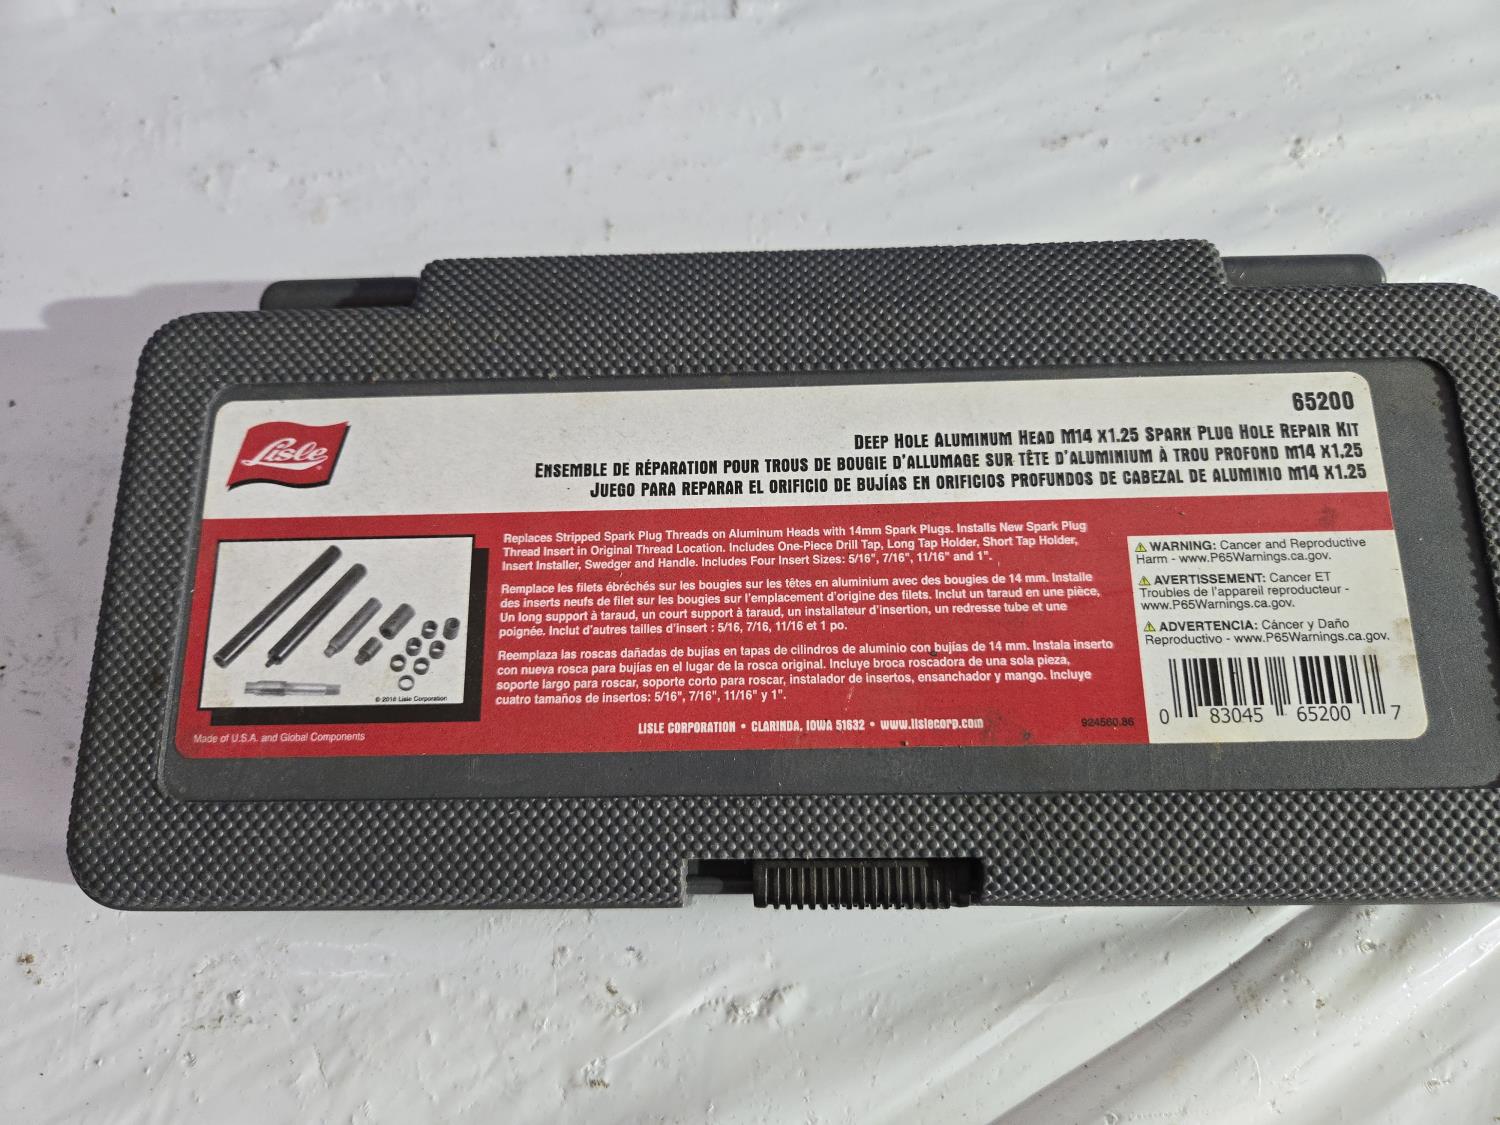 Lisle®
65200
DEEP HOLE ALUMINUM HEAD M14 X1.25 SPARK PLUG HOLE REPAIR KIT
ENSEMBLE DE RÉPARATION POUR TROUS DE BOUGIE D'ALLUMAGE SUR TÊTE D'ALUMINIUM À TROU PROFOND M14 X1,25
JUEGO PARA REPARAR EL ORIFICIO DE BUJÍAS EN ORIFICIOS PROFUNDOS DE CABEZAL DE ALUMINIO M14 X1.25
Replaces Stripped Spark Plug Threads on Aluminum Heads with 14mm Spark Plugs. Installs New Spark Plug
Thread Insert in Original Thread Location. Includes One-Piece Drill Tap, Long Tap Holder, Short Tap Holder,
Insert Installer, Swedger and Handle. Includes Four Insert Sizes: 5/16", 7/16", 11/16" and 1".
Remplace les filets ébréchés sur les bougies sur les têtes en aluminium avec des bougies de 14 mm. Installe
des inserts neufs de filet sur les bougies sur l'emplacement d'origine des filets. Inclut un taraud en une pièce,
Un long support à taraud, un court support à taraud, un installateur d'insertion, un redresse tube et une
poignée. Inclut d'autres tailles d'insert : 5/16, 7/16, 11/16 et 1 po.
Reemplaza las roscas dañadas de bujías en tapas de cilindros de aluminio con bujías de 14 mm. Instala inserto
con nueva rosca para bujías en el lugar de la rosca original. Incluye broca roscadora de una sola pieza,
soporte largo para roscar, soporte corto para roscar, instalador de insertos, ensanchador y mango. Incluye
cuatro tamaños de insertos: 5/16", 7/16", 11/16" y 1".
LISLE CORPORATION • CLARINDA, IOWA 51632 • www.lislecorp.com
924560.86
© 2018 Lisle Corporation
Made of U.S.A. and Global Components
WARNING: Cancer and Reproductive
Harm - www.P65Warnings.ca.gov.
AVERTISSEMENT: Cancer ET
Troubles de l'appareil reproducteur -
www.P65Warnings.ca.gov.
ADVERTENCIA: Cáncer y Daño
Reproductivo - www.P65Warnings.ca.gov.
0 83045 65200 7